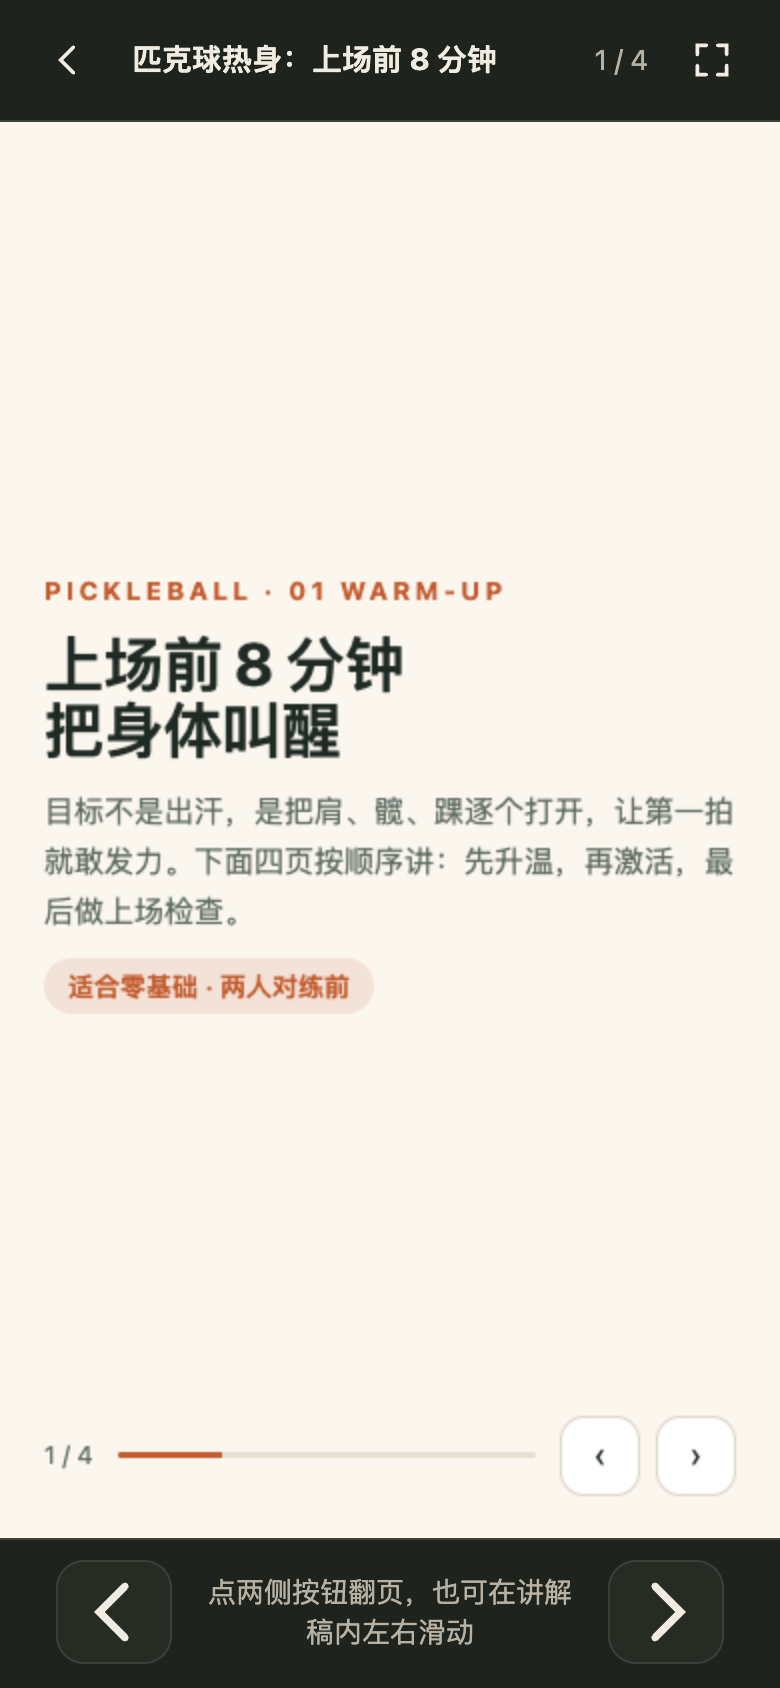 匹克球热身：上场前 8 分钟
1 / 4
PICKLEBALL · 01 WARM-UP
上场前 8 分钟
把身体叫醒
目标不是出汗，是把肩、髋、踝逐个打开，让第一拍
就敢发力。下面四页按顺序讲：先升温，再激活，最
后做上场检查。
适合零基础 · 两人对练前
1 / 4
‹ ›
点两侧按钮翻页，也可在讲解
稿内左右滑动